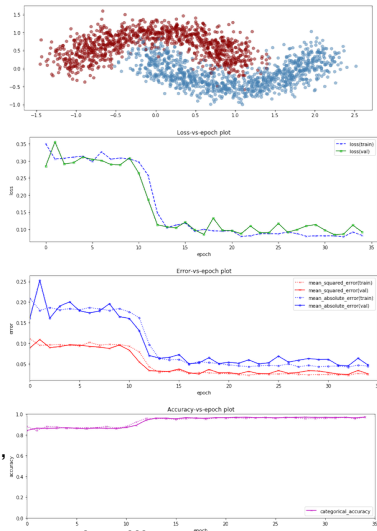 1.5
1.0
0.5
0.0
−0.5
−1.0
−1.5 −1.0 −0.5 0.0 0.5 1.0 1.5 2.0 2.5
Loss-vs-epoch plot
loss(train)
loss(val)
0.35
0.30
0.25
0.20
0.15
0.10
loss
0 5 10 15 20 25 30 35
epoch
Error-vs-epoch plot
mean_squared_error(train)
mean_squared_error(val)
mean_absolute_error(train)
mean_absolute_error(val)
0.25
0.20
0.15
0.10
0.05
error
0 5 10 15 20 25 30
epoch
Accuracy-vs-epoch plot
1.0
0.8
0.6
0.4
0.2
0.0
accuracy
categorical_accuracy
0 5 10 15 20 25 30 35
epoch
,